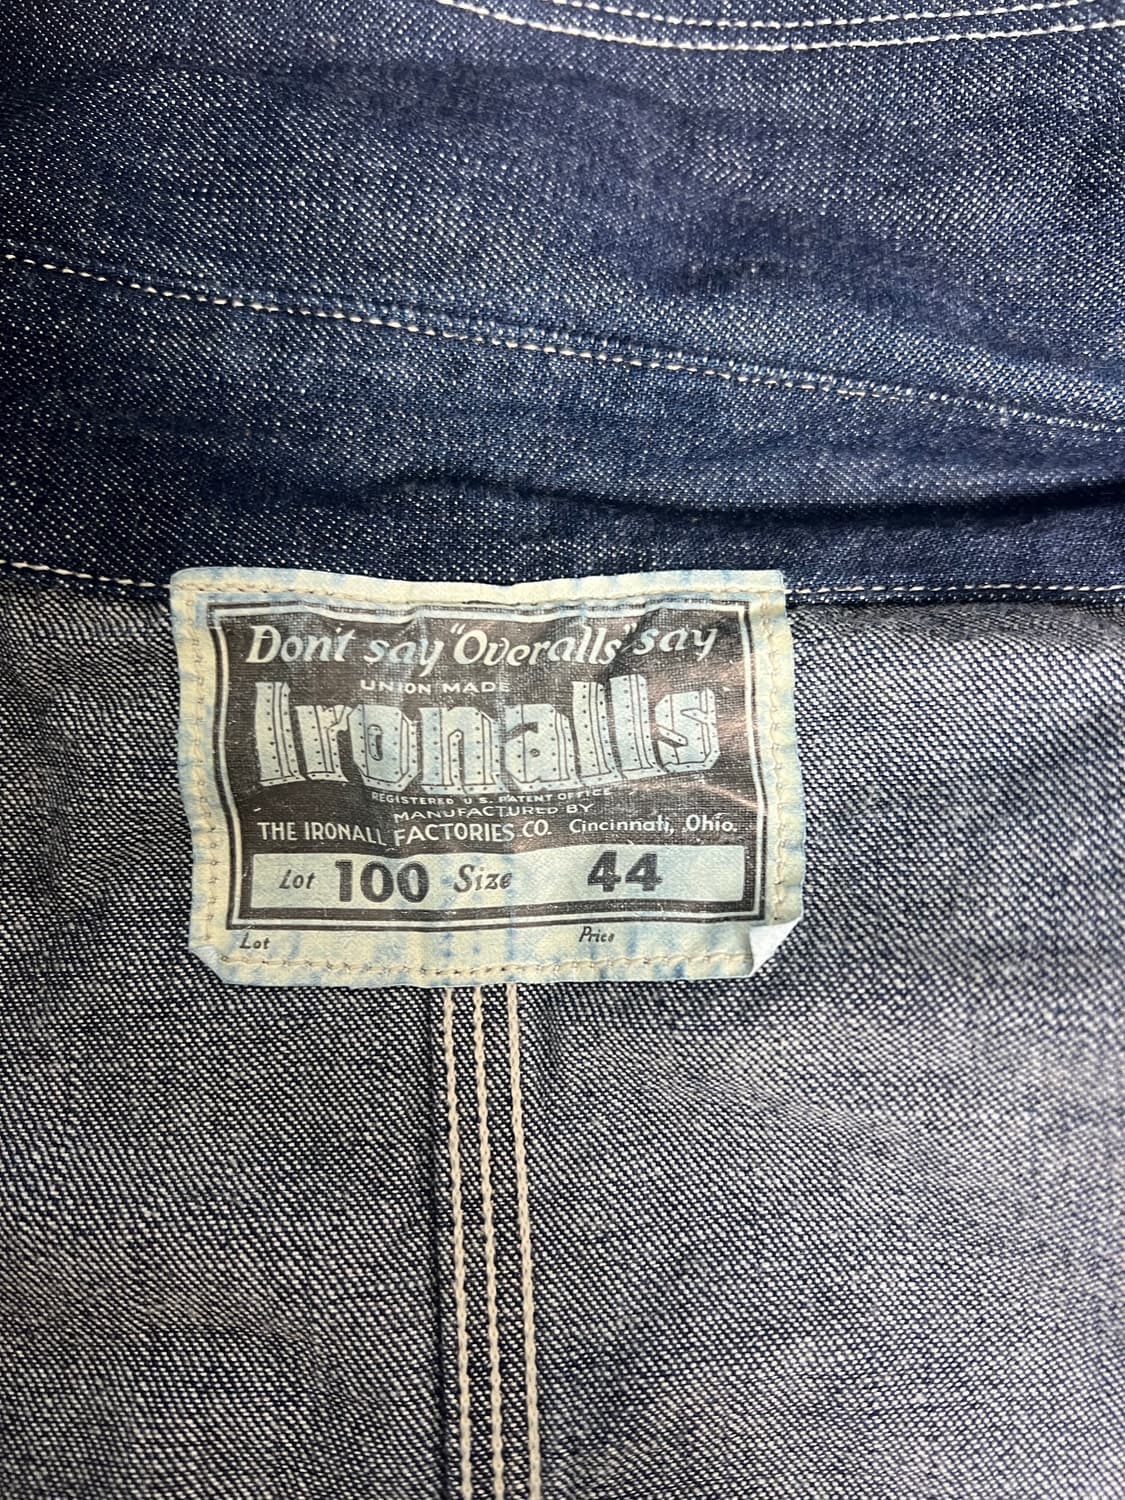 Don't say "Overalls" say
UNION MADE
Ironalls
REGISTERED U.S. PATENT OFFICE
MANUFACTURED BY
THE IRONALL FACTORIES CO. Cincinnati, Ohio.
Lot 100 Size 44
Lot Price